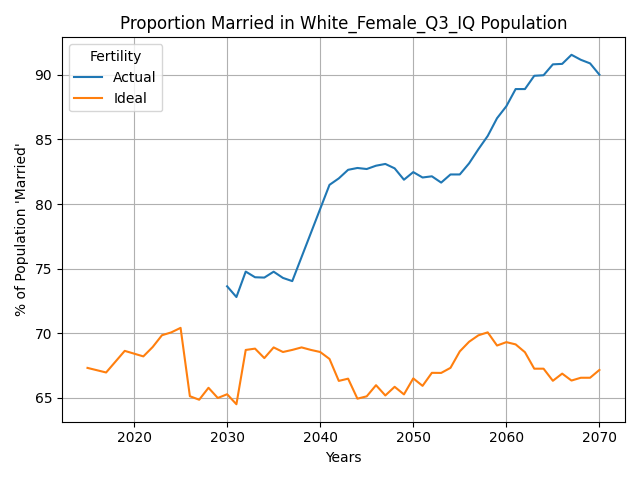 Proportion Married in White_Female_Q3_IQ Population
Fertility
Actual
Ideal
% of Population 'Married'
90
85
80
75
70
65
2020
2030
2040
2050
2060
2070
Years